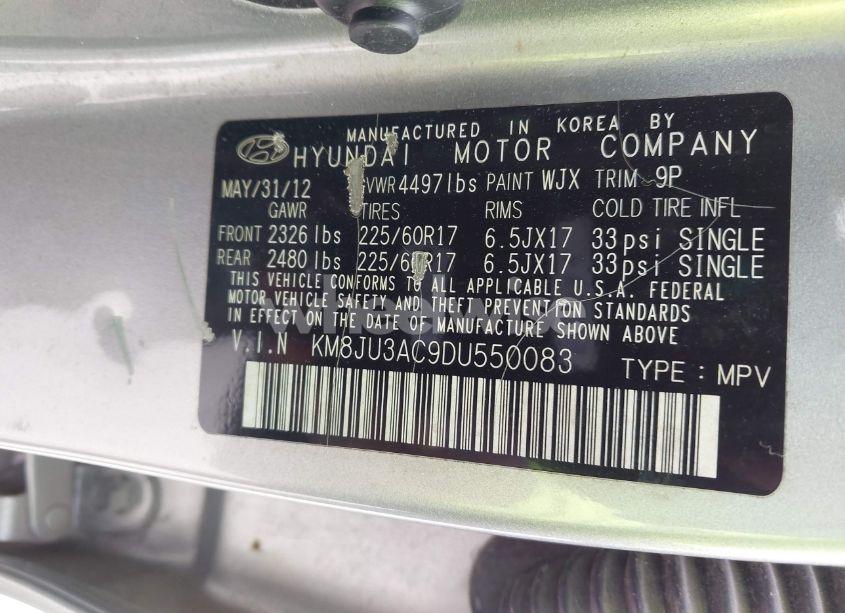 MANUFACTURED IN KOREA BY
HYUNDAI MOTOR COMPANY
MAY/31/12 GVWR 4497lbs PAINT WJX TRIM 9P
GAWR TIRES RIMS COLD TIRE INFL
FRONT 2326 lbs 225/60R17 6.5JX17 33psi SINGLE
REAR 2480 lbs 225/60R17 6.5JX17 33psi SINGLE
THIS VEHICLE CONFORMS TO ALL APPLICABLE U.S.A. FEDERAL
MOTOR VEHICLE SAFETY AND THEFT PREVENTION STANDARDS
IN EFFECT ON THE DATE OF MANUFACTURE SHOWN ABOVE
V.I.N KM8JU3AC9DU550083 TYPE : MPV